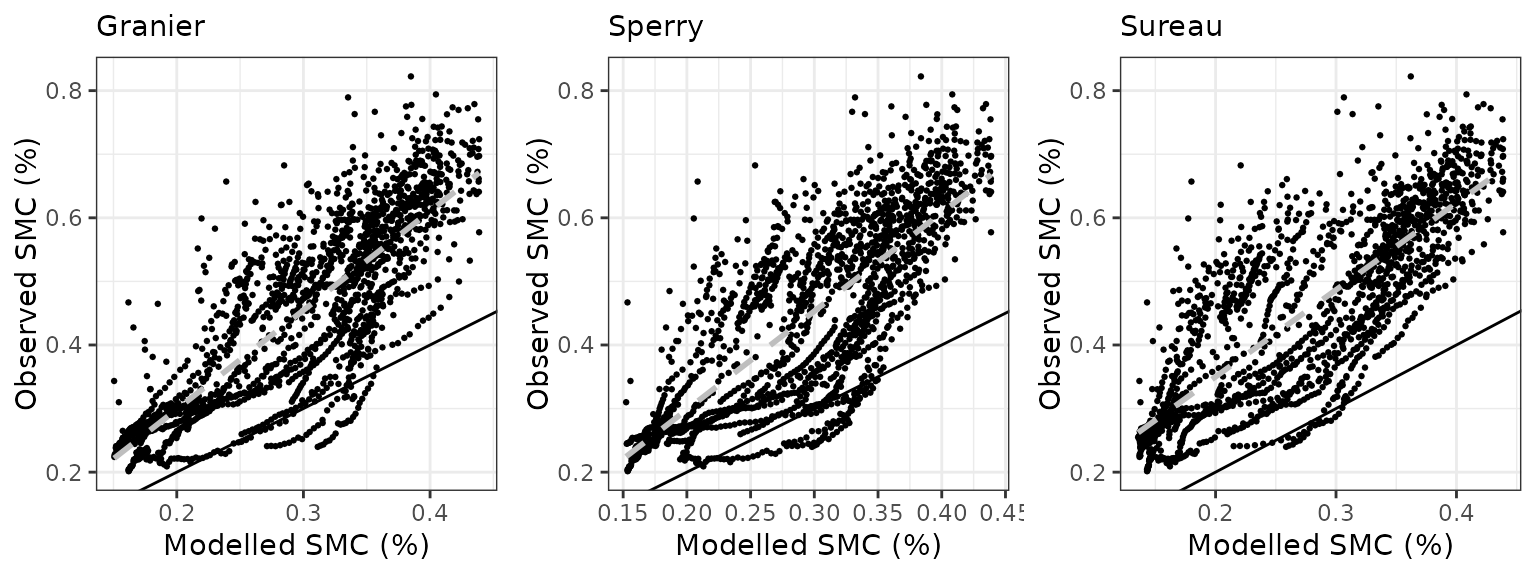 Granier
Sperry
Sureau
Observed SMC (%)
0.8
0.6
0.4
0.2
0.2 0.3 0.4
Modelled SMC (%)
Observed SMC (%)
0.8
0.6
0.4
0.2
0.15 0.20 0.25 0.30 0.35 0.40 0.45
Modelled SMC (%)
Observed SMC (%)
0.8
0.6
0.4
0.2
0.2 0.3 0.4
Modelled SMC (%)